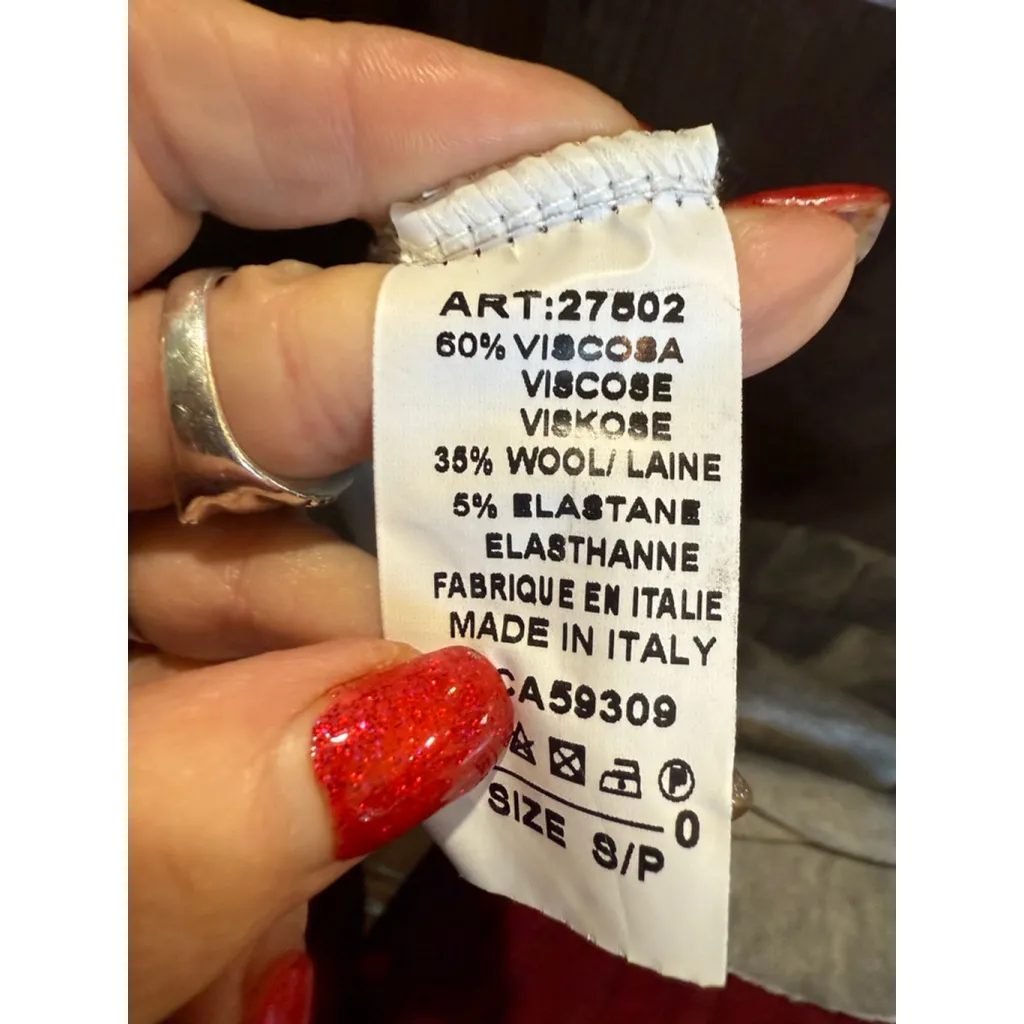 ART:27502
60% VISCOSA
VISCOSE
VISKOSE
35% WOOL/ LAINE
5% ELASTANE
ELASTHANNE
FABRIQUE EN ITALIE
MADE IN ITALY
CA59309
P
0
SIZE S/P